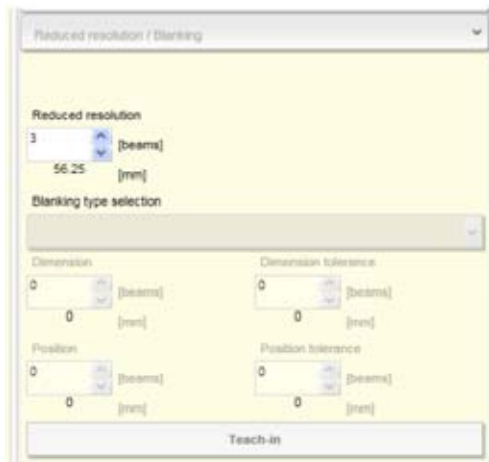 Reduced resolution / Blanking
Reduced resolution
3 [beams]
56.25 [mm]
Blanking type selection
Dimension Dimension tolerance
0 [beams] 0 [beams]
0 [mm] 0 [mm]
Position Position tolerance
0 [beams] 0 [beams]
0 [mm] 0 [mm]
Teach-in